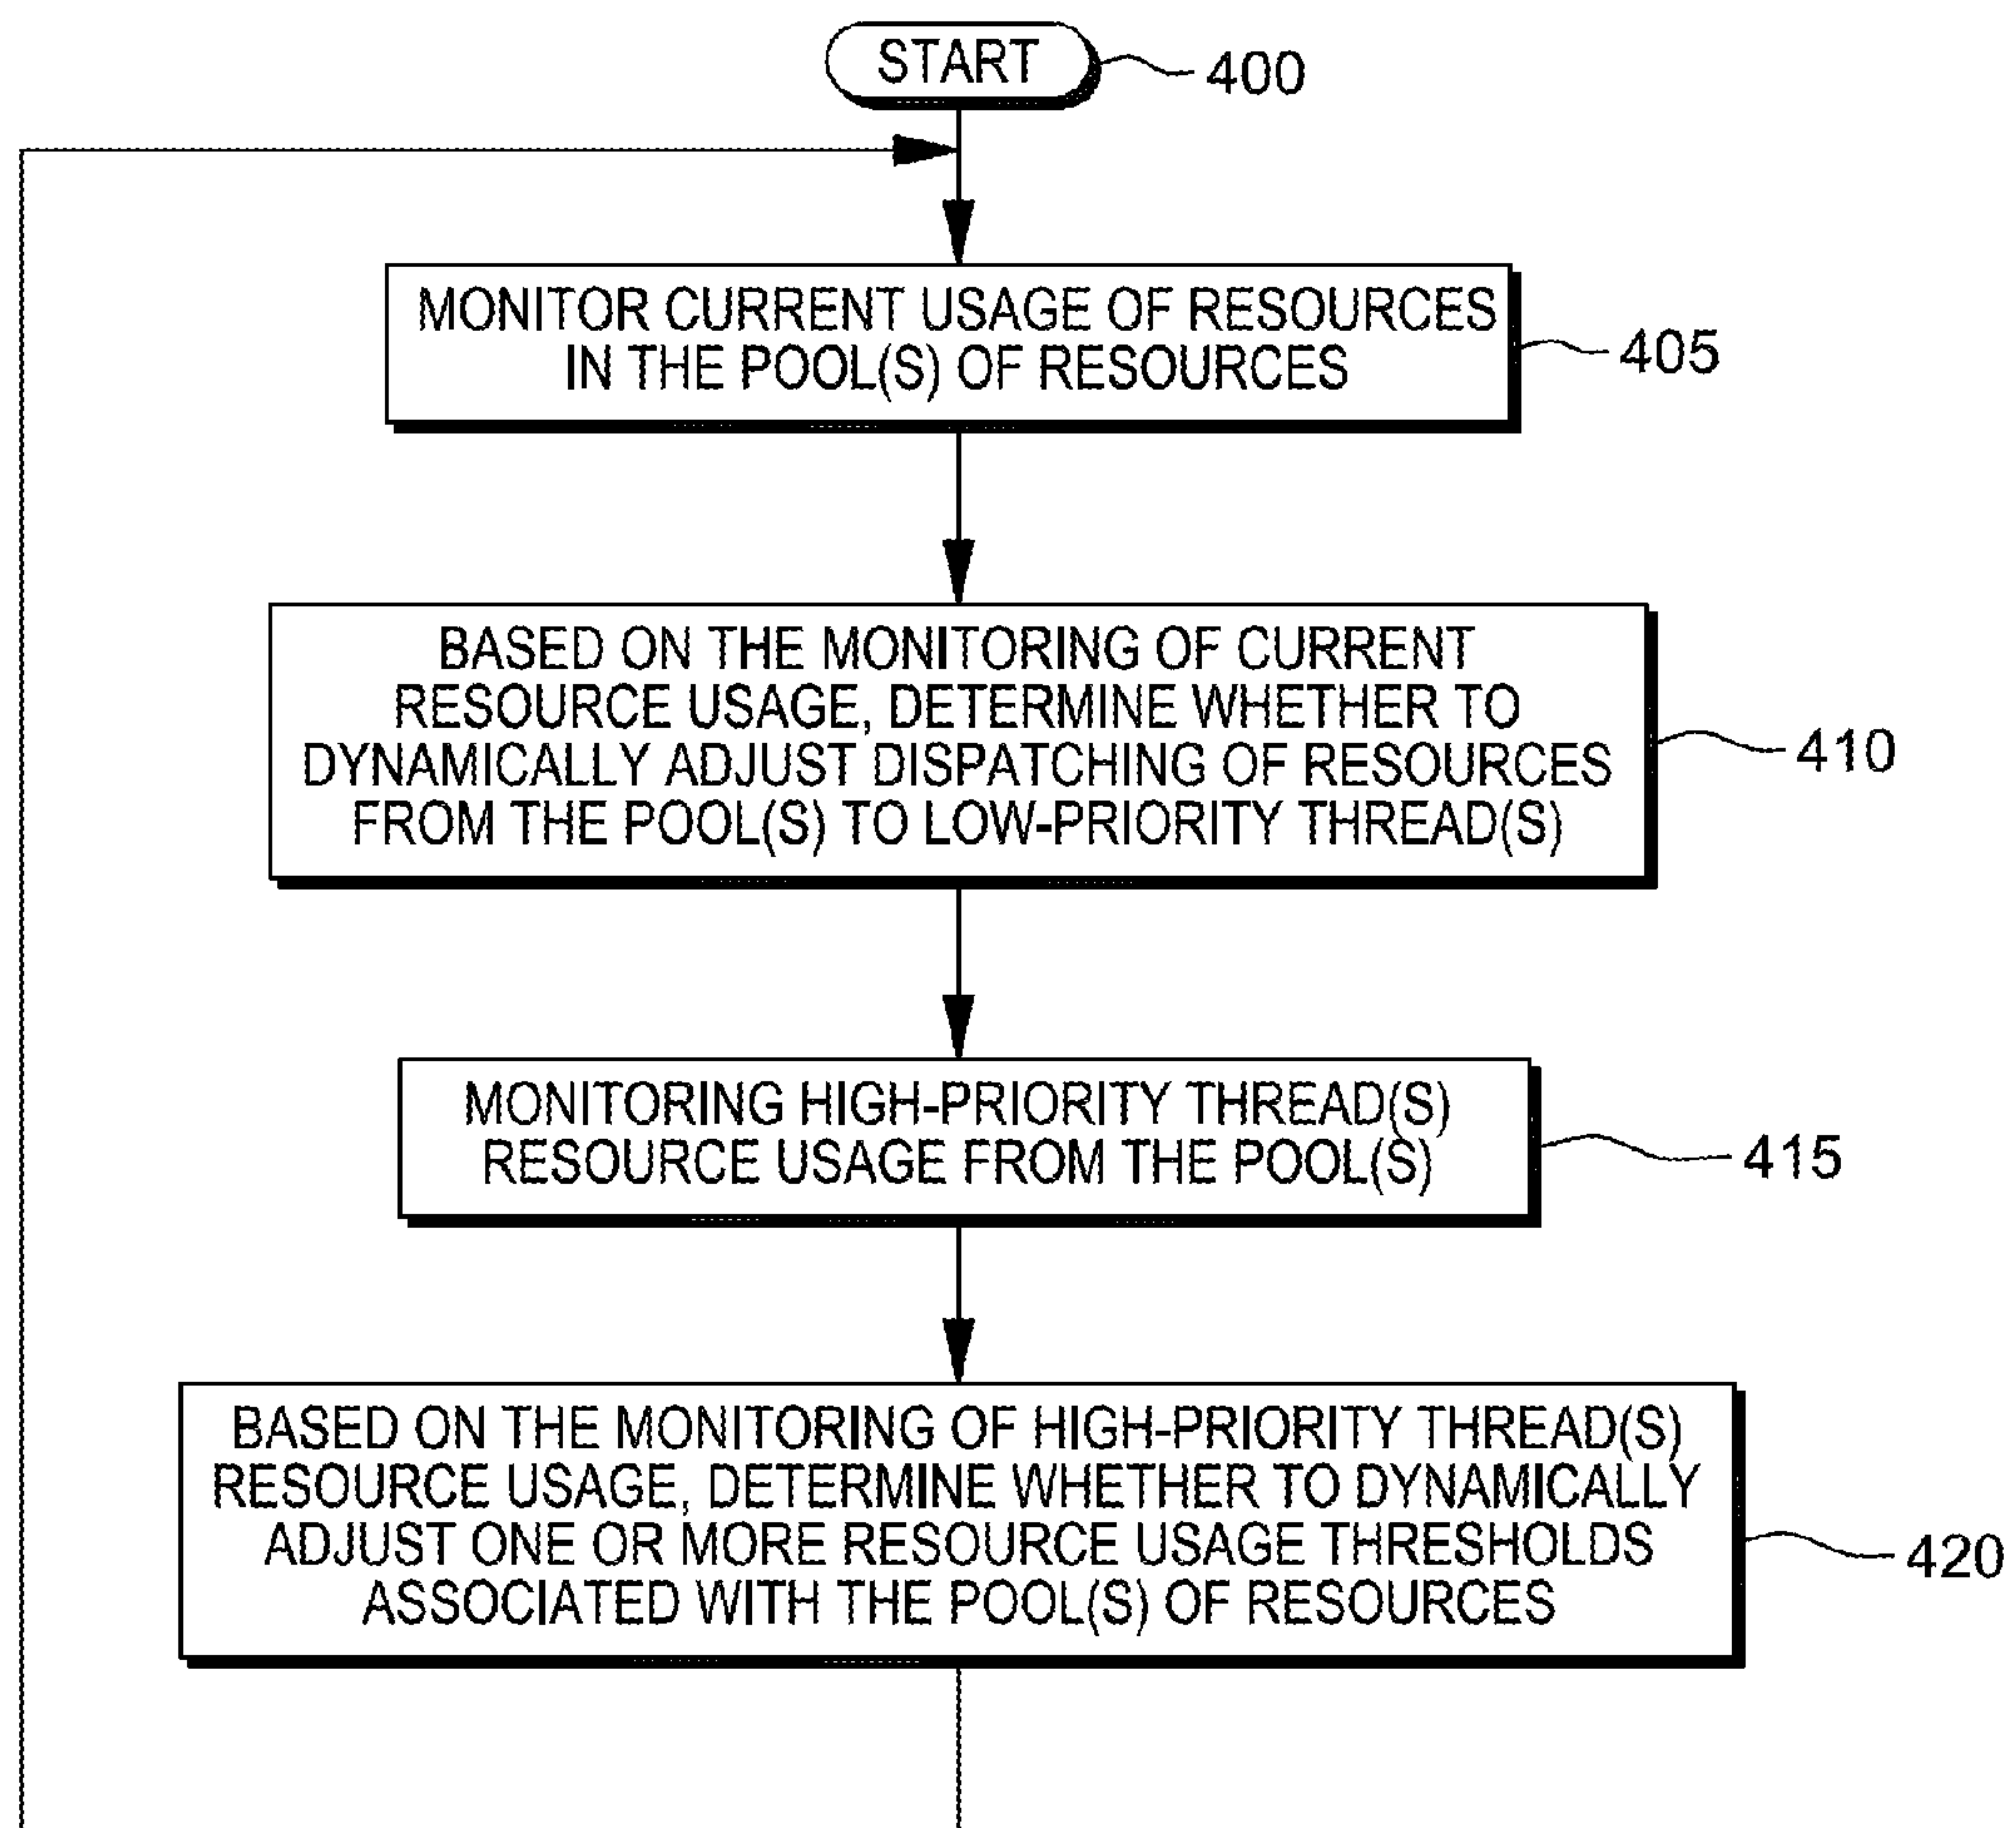 START
400
MONITOR CURRENT USAGE OF RESOURCES
IN THE POOL(S) OF RESOURCES
405
BASED ON THE MONITORING OF CURRENT
RESOURCE USAGE, DETERMINE WHETHER TO
DYNAMICALLY ADJUST DISPATCHING OF RESOURCES
FROM THE POOL(S) TO LOW-PRIORITY THREAD(S)
410
MONITORING HIGH-PRIORITY THREAD(S)
RESOURCE USAGE FROM THE POOL(S)
415
BASED ON THE MONITORING OF HIGH-PRIORITY THREAD(S)
RESOURCE USAGE, DETERMINE WHETHER TO DYNAMICALLY
ADJUST ONE OR MORE RESOURCE USAGE THRESHOLDS
ASSOCIATED WITH THE POOL(S) OF RESOURCES
420